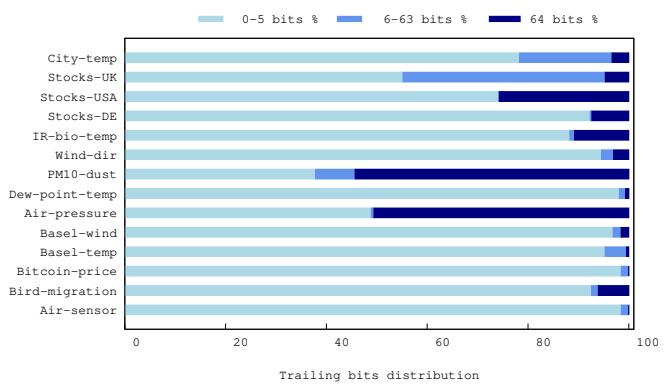 0-5 bits % 6-63 bits % 64 bits %
City-temp
Stocks-UK
Stocks-USA
Stocks-DE
IR-bio-temp
Wind-dir
PM10-dust
Dew-point-temp
Air-pressure
Basel-wind
Basel-temp
Bitcoin-price
Bird-migration
Air-sensor
0 20 40 60 80 100
Trailing bits distribution